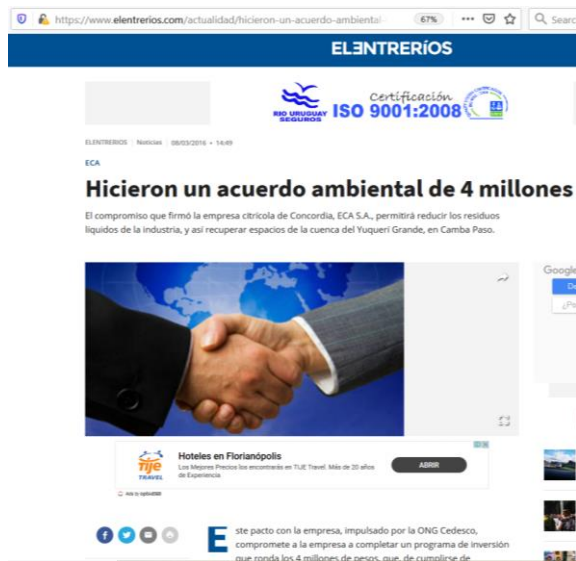 https://www.elentrerios.com/actualidad/hicieron-un-acuerdo-ambiental-
67%
Search
ELENTRERÍOS
RIO URUGUAY
SEGUROS
Certificación
ISO 9001:2008
ELENTRERIOS Noticias 08/03/2016 • 14:49
ECA
Hicieron un acuerdo ambiental de 4 millones
El compromiso que firmó la empresa citrícola de Concordia, ECA S.A., permitirá reducir los residuos
líquidos de la industria, y así recuperar espacios de la cuenca del Yuquerí Grande, en Camba Paso.
Google
Tije
TRAVEL
Hoteles en Florianópolis
Los Mejores Precios los encontrarás en TIJE Travel. Más de 20 años
de Experiencia
ABRIR
Este pacto con la empresa, impulsado por la ONG Cedesco,
compromete a la empresa a completar un programa de inversión
que ronda los 4 millones de pesos, que, de cumplirse de